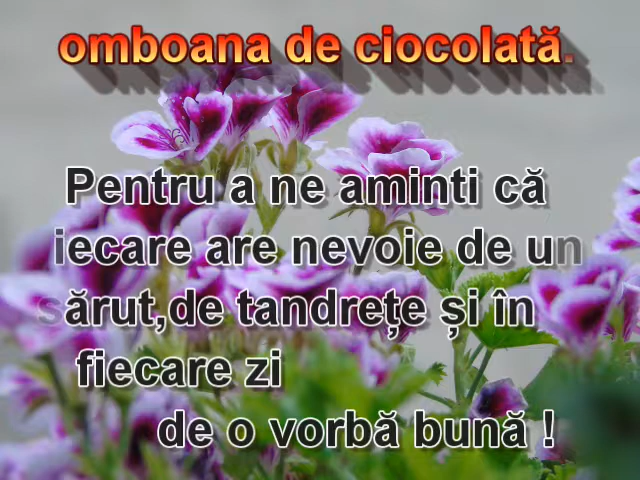 omboana de ciocolată.
Pentru a ne aminti că
iecare are nevoie de un
sărut,de tandrețe și în
fiecare zi
de o vorbă bună !